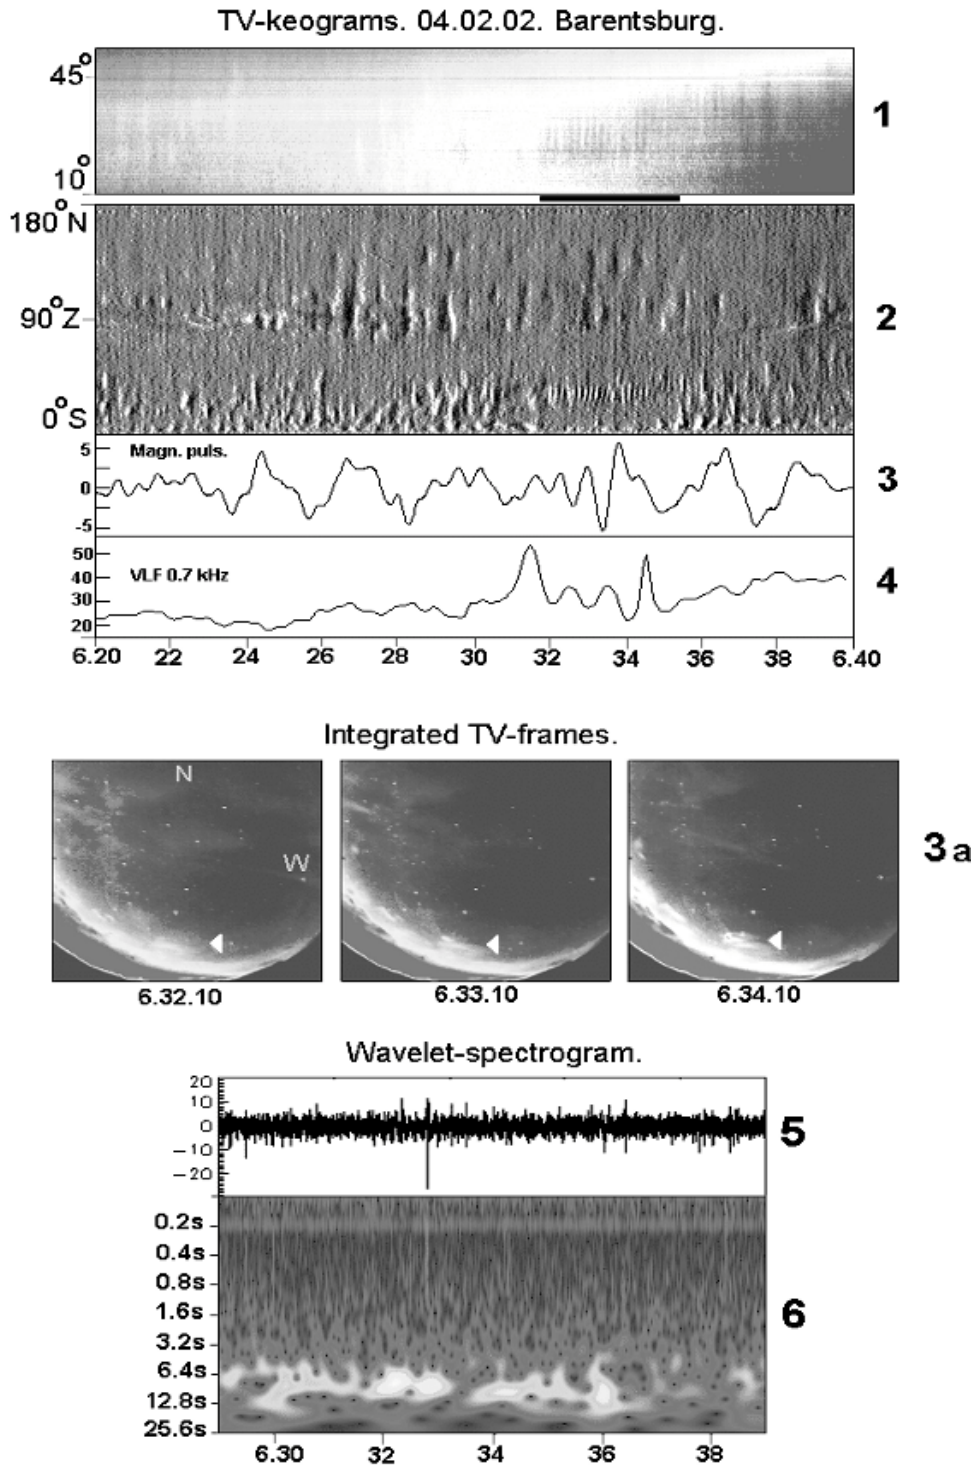 TV-keograms. 04.02.02. Barentsburg.
45°
10°
1
180°N
90°Z
0°S
2
Magn. puls.
5
0
-5
3
VLF 0.7 kHz
50
40
30
20
4
6.20 22 24 26 28 30 32 34 36 38 6.40
Integrated TV-frames.
N
W
3a
6.32.10 6.33.10 6.34.10
Wavelet-spectrogram.
20
10
0
-10
-20
5
0.2s
0.4s
0.8s
1.6s
3.2s
6.4s
12.8s
25.6s
6
6.30 32 34 36 38